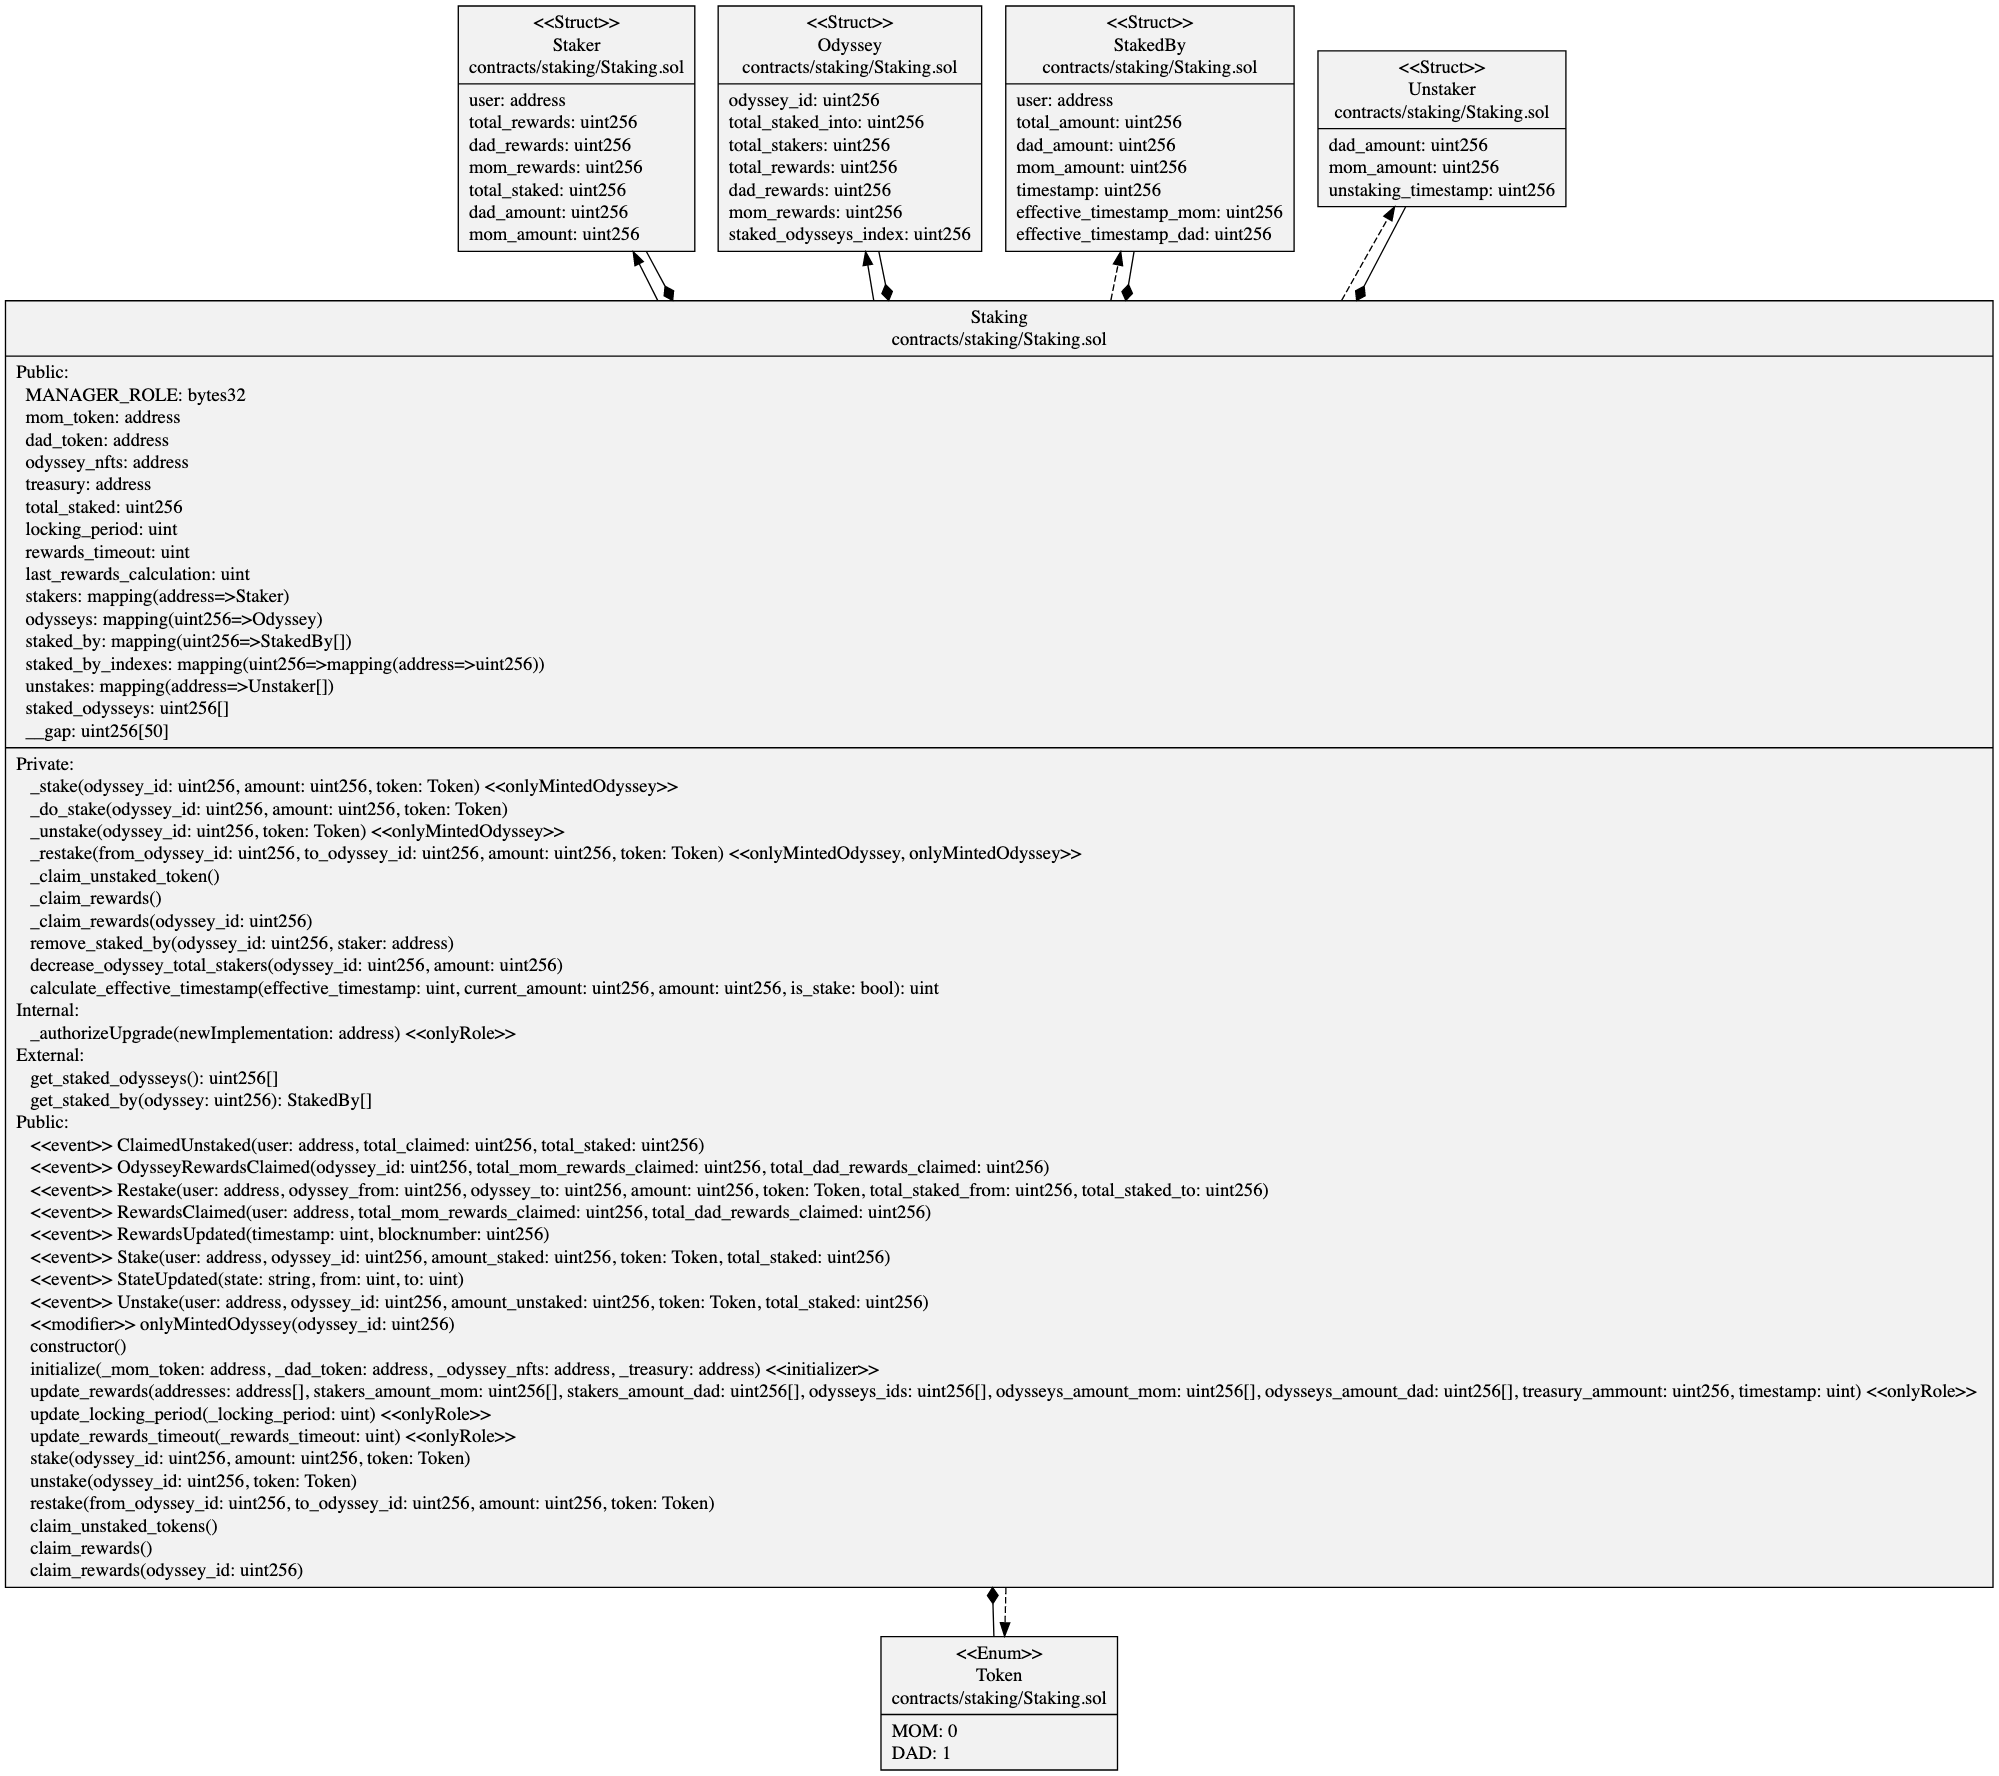 <<Struct>>
Staker
contracts/staking/Staking.sol
user: address
total_rewards: uint256
dad_rewards: uint256
mom_rewards: uint256
total_staked: uint256
dad_amount: uint256
mom_amount: uint256
<<Struct>>
Odyssey
contracts/staking/Staking.sol
odyssey_id: uint256
total_staked_into: uint256
total_stakers: uint256
total_rewards: uint256
dad_rewards: uint256
mom_rewards: uint256
staked_odysseys_index: uint256
<<Struct>>
StakedBy
contracts/staking/Staking.sol
user: address
total_amount: uint256
dad_amount: uint256
mom_amount: uint256
timestamp: uint256
effective_timestamp_mom: uint256
effective_timestamp_dad: uint256
<<Struct>>
Unstaker
contracts/staking/Staking.sol
dad_amount: uint256
mom_amount: uint256
unstaking_timestamp: uint256
Staking
contracts/staking/Staking.sol
Public:
MANAGER_ROLE: bytes32
mom_token: address
dad_token: address
odyssey_nfts: address
treasury: address
total_staked: uint256
locking_period: uint
rewards_timeout: uint
last_rewards_calculation: uint
stakers: mapping(address=>Staker)
odysseys: mapping(uint256=>Odyssey)
staked_by: mapping(uint256=>StakedBy[])
staked_by_indexes: mapping(uint256=>mapping(address=>uint256))
unstakes: mapping(address=>Unstaker[])
staked_odysseys: uint256[]
__gap: uint256[50]
Private:
_stake(odyssey_id: uint256, amount: uint256, token: Token) <<onlyMintedOdyssey>>
_do_stake(odyssey_id: uint256, amount: uint256, token: Token)
_unstake(odyssey_id: uint256, token: Token) <<onlyMintedOdyssey>>
_restake(from_odyssey_id: uint256, to_odyssey_id: uint256, amount: uint256, token: Token) <<onlyMintedOdyssey, onlyMintedOdyssey>>
_claim_unstaked_token()
_claim_rewards()
_claim_rewards(odyssey_id: uint256)
remove_staked_by(odyssey_id: uint256, staker: address)
decrease_odyssey_total_stakers(odyssey_id: uint256, amount: uint256)
calculate_effective_timestamp(effective_timestamp: uint, current_amount: uint256, amount: uint256, is_stake: bool): uint
Internal:
_authorizeUpgrade(newImplementation: address) <<onlyRole>>
External:
get_staked_odysseys(): uint256[]
get_staked_by(odyssey: uint256): StakedBy[]
Public:
<<event>> ClaimedUnstaked(user: address, total_claimed: uint256, total_staked: uint256)
<<event>> OdysseyRewardsClaimed(odyssey_id: uint256, total_mom_rewards_claimed: uint256, total_dad_rewards_claimed: uint256)
<<event>> Restake(user: address, odyssey_from: uint256, odyssey_to: uint256, amount: uint256, token: Token, total_staked_from: uint256, total_staked_to: uint256)
<<event>> RewardsClaimed(user: address, total_mom_rewards_claimed: uint256, total_dad_rewards_claimed: uint256)
<<event>> RewardsUpdated(timestamp: uint, blocknumber: uint256)
<<event>> Stake(user: address, odyssey_id: uint256, amount_staked: uint256, token: Token, total_staked: uint256)
<<event>> StateUpdated(state: string, from: uint, to: uint)
<<event>> Unstake(user: address, odyssey_id: uint256, amount_unstaked: uint256, token: Token, total_staked: uint256)
<<modifier>> onlyMintedOdyssey(odyssey_id: uint256)
constructor()
initialize(_mom_token: address, _dad_token: address, _odyssey_nfts: address, _treasury: address) <<initializer>>
update_rewards(addresses: address[], stakers_amount_mom: uint256[], stakers_amount_dad: uint256[], odysseys_ids: uint256[], odysseys_amount_mom: uint256[], odysseys_amount_dad: uint256[], treasury_ammount: uint256, timestamp: uint) <<onlyRole>>
update_locking_period(_locking_period: uint) <<onlyRole>>
update_rewards_timeout(_rewards_timeout: uint) <<onlyRole>>
stake(odyssey_id: uint256, amount: uint256, token: Token)
unstake(odyssey_id: uint256, token: Token)
restake(from_odyssey_id: uint256, to_odyssey_id: uint256, amount: uint256, token: Token)
claim_unstaked_tokens()
claim_rewards()
claim_rewards(odyssey_id: uint256)
<<Enum>>
Token
contracts/staking/Staking.sol
MOM: 0
DAD: 1